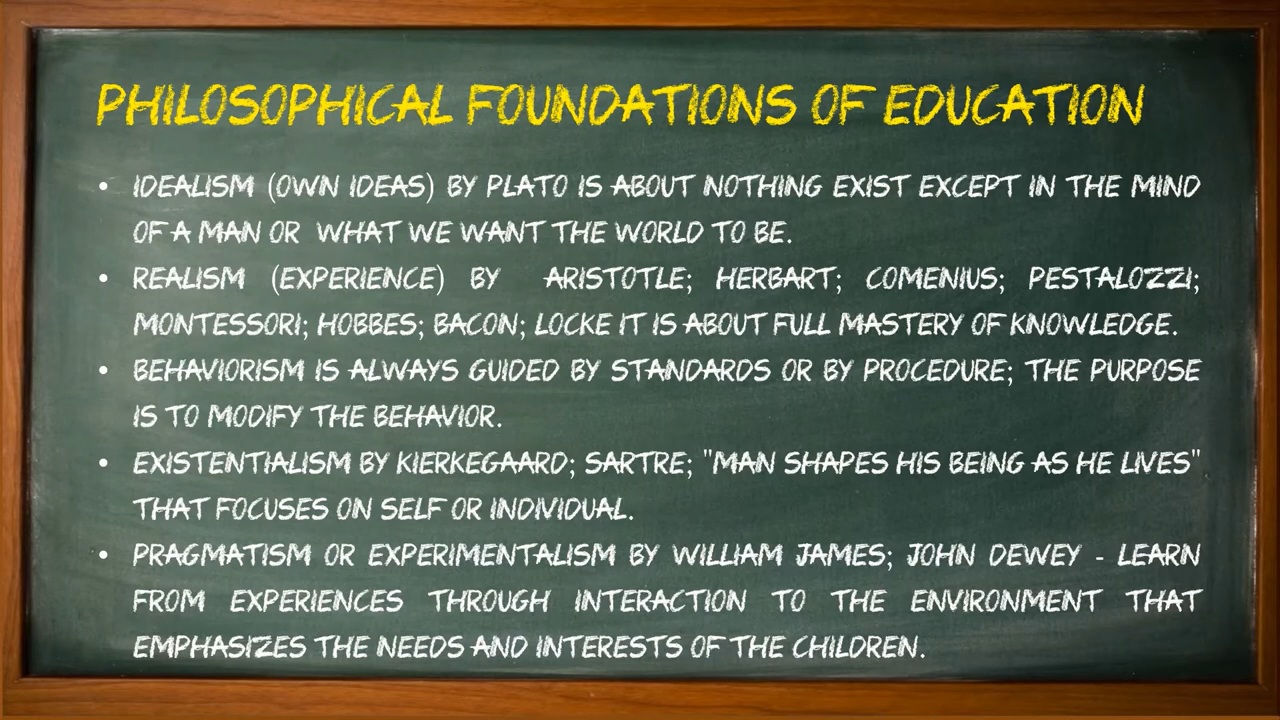 PHILOSOPHICAL FOUNDATIONS OF EDUCATION
• IDEALISM (OWN IDEAS) BY PLATO IS ABOUT NOTHING EXIST EXCEPT IN THE MIND
OF A MAN OR WHAT WE WANT THE WORLD TO BE.
• REALISM (EXPERIENCE) BY ARISTOTLE; HERBART; COMENIUS; PESTALOZZI;
MONTESSORI; HOBBES; BACON; LOCKE IT IS ABOUT FULL MASTERY OF KNOWLEDGE.
• BEHAVIORISM IS ALWAYS GUIDED BY STANDARDS OR BY PROCEDURE; THE PURPOSE
IS TO MODIFY THE BEHAVIOR.
• EXISTENTIALISM BY KIERKEGAARD; SARTRE; "MAN SHAPES HIS BEING AS HE LIVES"
THAT FOCUSES ON SELF OR INDIVIDUAL.
• PRAGMATISM OR EXPERIMENTALISM BY WILLIAM JAMES; JOHN DEWEY - LEARN
FROM EXPERIENCES THROUGH INTERACTION TO THE ENVIRONMENT THAT
EMPHASIZES THE NEEDS AND INTERESTS OF THE CHILDREN.